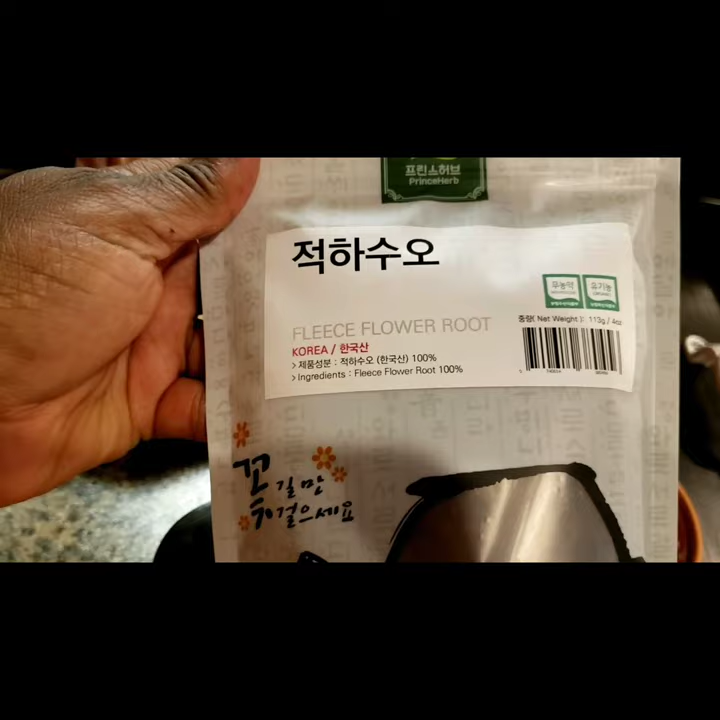 프린스허브
PrinceHerb
적하수오
무농약
유기농
ORGANIC
중량( Net Weight ): 113g / 4oz
FLEECE FLOWER ROOT
KOREA / 한국산
> 제품성분 : 적하수오 (한국산) 100%
> Ingredients : Fleece Flower Root 100%
꽃길만
걸으세요